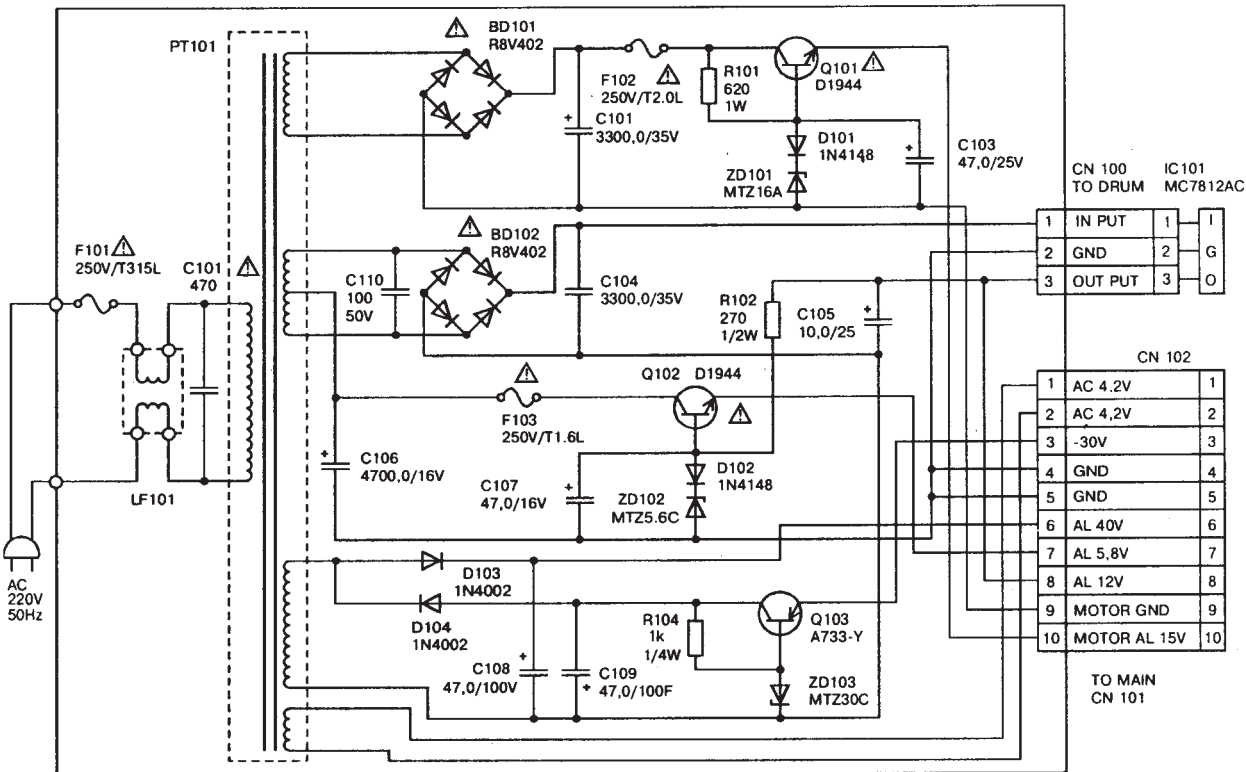 PT101
BD101
R8V402
F102
250V/T2.0L
R101
620
1W
Q101
D1944
+
C101
3300,0/35V
D101
1N4148
ZD101
MTZ16A
+
C103
47,0/25V
CN 100
TO DRUM
IC101
MC7812AC
1 IN PUT 1 I
2 GND 2 G
3 OUT PUT 3 O
F101
250V/T315L
C101
470
BD102
R8V402
C110
100
50V
+
C104
3300,0/35V
R102
270
1/2W
+
C105
10,0/25
LF101
AC
220V
50Hz
Q102 D1944
F103
250V/T1.6L
+
C106
4700,0/16V
+
C107
47,0/16V
D102
1N4148
ZD102
MTZ5.6C
CN 102
1 AC 4.2V 1
2 AC 4,2V 2
3 -30V 3
4 GND 4
5 GND 5
6 AL 40V 6
7 AL 5,8V 7
8 AL 12V 8
9 MOTOR GND 9
10 MOTOR AL 15V 10
TO MAIN
CN 101
D103
1N4002
D104
1N4002
R104
1k
1/4W
Q103
A733-Y
+
C108
47,0/100V
C109
47,0/100F
+
ZD103
MTZ30C